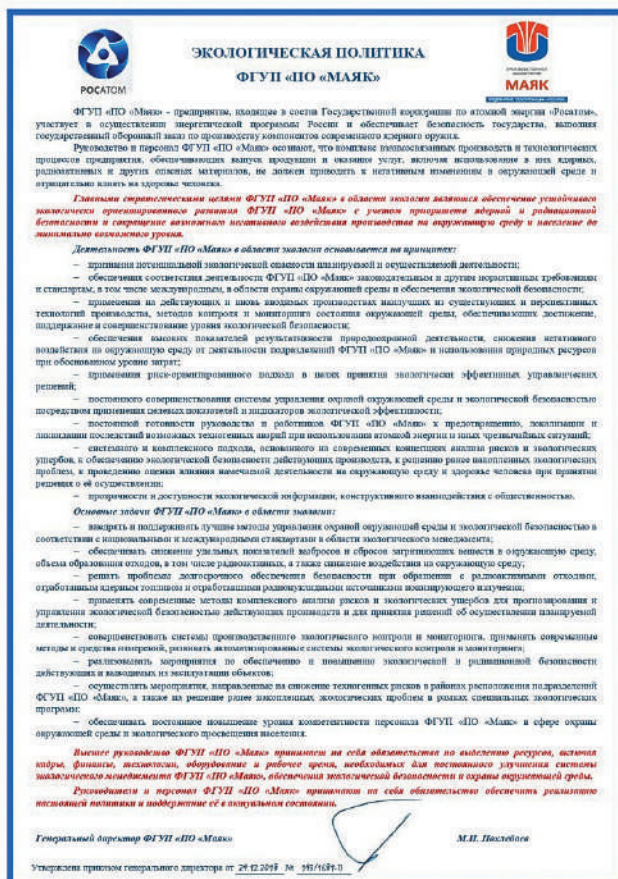 РОСАТОМ
ЭКОЛОГИЧЕСКАЯ ПОЛИТИКА
ФГУП «ПО «МАЯК»
МАЯК
ФГУП «ПО «Маяк» - предприятие, входящее в состав Государственной корпорации по атомной энергии «Росатом»,
участвует в осуществлении энергетической программы России и обеспечивает безопасность государства, выполняя
государственный оборонный заказ по производству компонентов современного ядерного оружия.
Руководство и персонал ФГУП «ПО «Маяк» осознают, что комплекс взаимосвязанных производств и технологических
процессов предприятия, обеспечивающих выпуск продукции и оказание услуг, включая использование в них ядерных,
радиоактивных и других опасных материалов, не должен приводить к негативным изменениям в окружающей среде и
отрицательно влиять на здоровье человека.
Главными стратегическими целями ФГУП «ПО «Маяк» в области экологии являются обеспечение устойчивого
экологически ориентированного развития ФГУП «ПО «Маяк» с учетом приоритета ядерной и радиационной
безопасности и сокращение возможного негативного воздействия производства на окружающую среду и население до
минимально возможного уровня.
Деятельность ФГУП «ПО «Маяк» в области экологии основывается на принципах:
– признания потенциальной экологической опасности планируемой и осуществляемой деятельности;
– обеспечения соответствия деятельности ФГУП «ПО «Маяк» законодательным и другим нормативным требованиям
и стандартам, в том числе международным, в области охраны окружающей среды и обеспечения экологической безопасности;
– применения на действующих и вновь вводимых производствах наилучших из существующих и перспективных
технологий производства, методов контроля и мониторинга состояния окружающей среды, обеспечивающих достижение,
поддержание и совершенствование уровня экологической безопасности;
– обеспечения высоких показателей результативности природоохранной деятельности, снижения негативного
воздействия на окружающую среду от деятельности подразделений ФГУП «ПО «Маяк» и использования природных ресурсов
при обоснованном уровне затрат;
– применения риск-ориентированного подхода в целях принятия экологически эффективных управленческих
решений;
– постоянного совершенствования системы управления охраной окружающей среды и экологической безопасностью
посредством применения целевых показателей и индикаторов экологической эффективности;
– постоянной готовности руководства и работников ФГУП «ПО «Маяк» к предотвращению, локализации и
ликвидации последствий возможных техногенных аварий при использовании атомной энергии и иных чрезвычайных ситуаций;
– системного и комплексного подхода, основанного на современных концепциях анализа рисков и экологических
ущербов, к обеспечению экологической безопасности действующих производств, к решению ранее накопленных экологических
проблем, к проведению оценки влияния намечаемой деятельности на окружающую среду и здоровье человека при принятии
решения о её осуществлении;
– прозрачности и доступности экологической информации, конструктивного взаимодействия с общественностью.
Основные задачи ФГУП «ПО «Маяк» в области экологии:
– внедрять и поддерживать лучшие методы управления охраной окружающей среды и экологической безопасностью в
соответствии с национальными и международными стандартами в области экологического менеджмента;
– обеспечивать снижение удельных показателей выбросов и сбросов загрязняющих веществ в окружающую среду,
объема образования отходов, в том числе радиоактивных, а также снижение воздействия на окружающую среду;
– решать проблемы долгосрочного обеспечения безопасности при обращении с радиоактивными отходами,
отработанным ядерным топливом и отработавшими радионуклидными источниками ионизирующего излучения;
– применять современные методы комплексного анализа рисков и экологических ущербов для прогнозирования и
управления экологической безопасностью действующих производств и для принятия решений об осуществлении планируемой
деятельности;
– совершенствовать системы производственного экологического контроля и мониторинга, применять современные
методы и средства измерений, развивать автоматизированные системы экологического контроля и мониторинга;
– реализовывать мероприятия по обеспечению и повышению экологической и радиационной безопасности
действующих и выводимых из эксплуатации объектов;
– осуществлять мероприятия, направленные на снижение техногенных рисков в районах расположения подразделений
ФГУП «ПО «Маяк», а также на решение ранее накопленных экологических проблем в рамках специальных экологических
программ;
– обеспечивать постоянное повышение уровня компетентности персонала ФГУП «ПО «Маяк» в сфере охраны
окружающей среды и экологического просвещения населения.
Высшее руководство ФГУП «ПО «Маяк» принимает на себя обязательства по выделению ресурсов, включая
кадры, финансы, технологии, оборудование и рабочее время, необходимых для постоянного улучшения системы
экологического менеджмента ФГУП «ПО «Маяк», обеспечения экологической безопасности и охраны окружающей среды.
Руководители и персонал ФГУП «ПО «Маяк» принимают на себя обязательство обеспечить реализацию
настоящей политики и поддержание её в актуальном состоянии.
Генеральный директор ФГУП «ПО «Маяк» М.И. Похлебаев
Утверждена приказом генерального директора от 29.12.2017 №